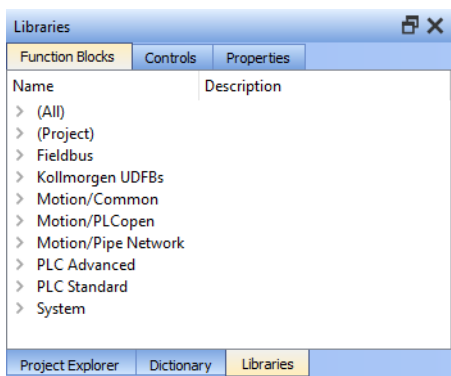 Libraries
Function Blocks Controls Properties
Name Description
(All)
(Project)
Fieldbus
Kollmorgen UDFBs
Motion/Common
Motion/PLCopen
Motion/Pipe Network
PLC Advanced
PLC Standard
System
Project Explorer Dictionary Libraries